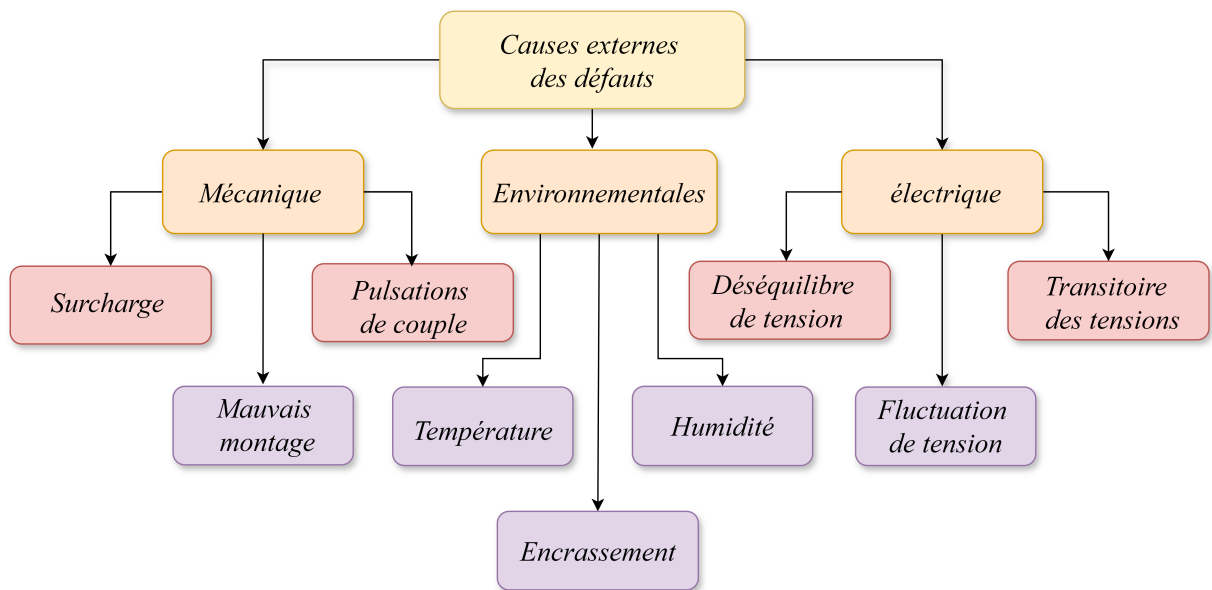 Causes externes
des défauts
Mécanique
Environnementales
électrique
Surcharge
Pulsations
de couple
Déséquilibre
de tension
Transitoire
des tensions
Mauvais
montage
Température
Humidité
Fluctuation
de tension
Encrassement